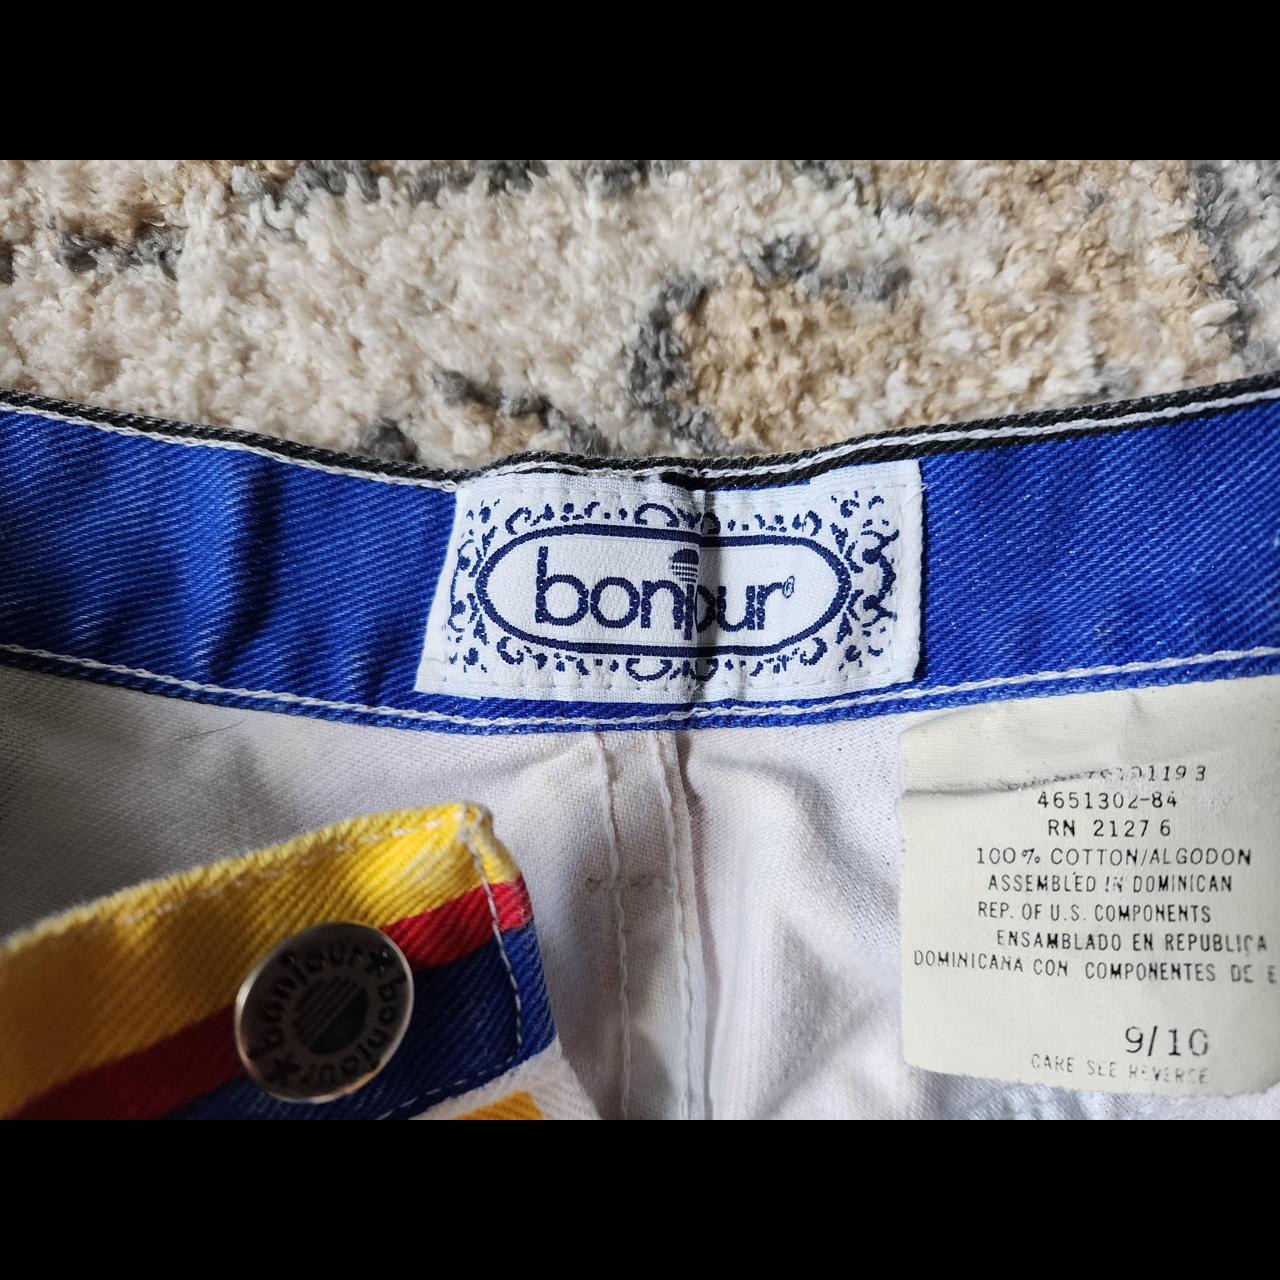 bonjour®
4651302-84
RN 21276
100% COTTON/ALGODON
ASSEMBLED IN DOMINICAN
REP. OF U.S. COMPONENTS
ENSAMBLADO EN REPUBLICA
DOMINICANA CON COMPONENTES DE E
9/10
CARE SEE REVERSE
bonjour★bonjour★